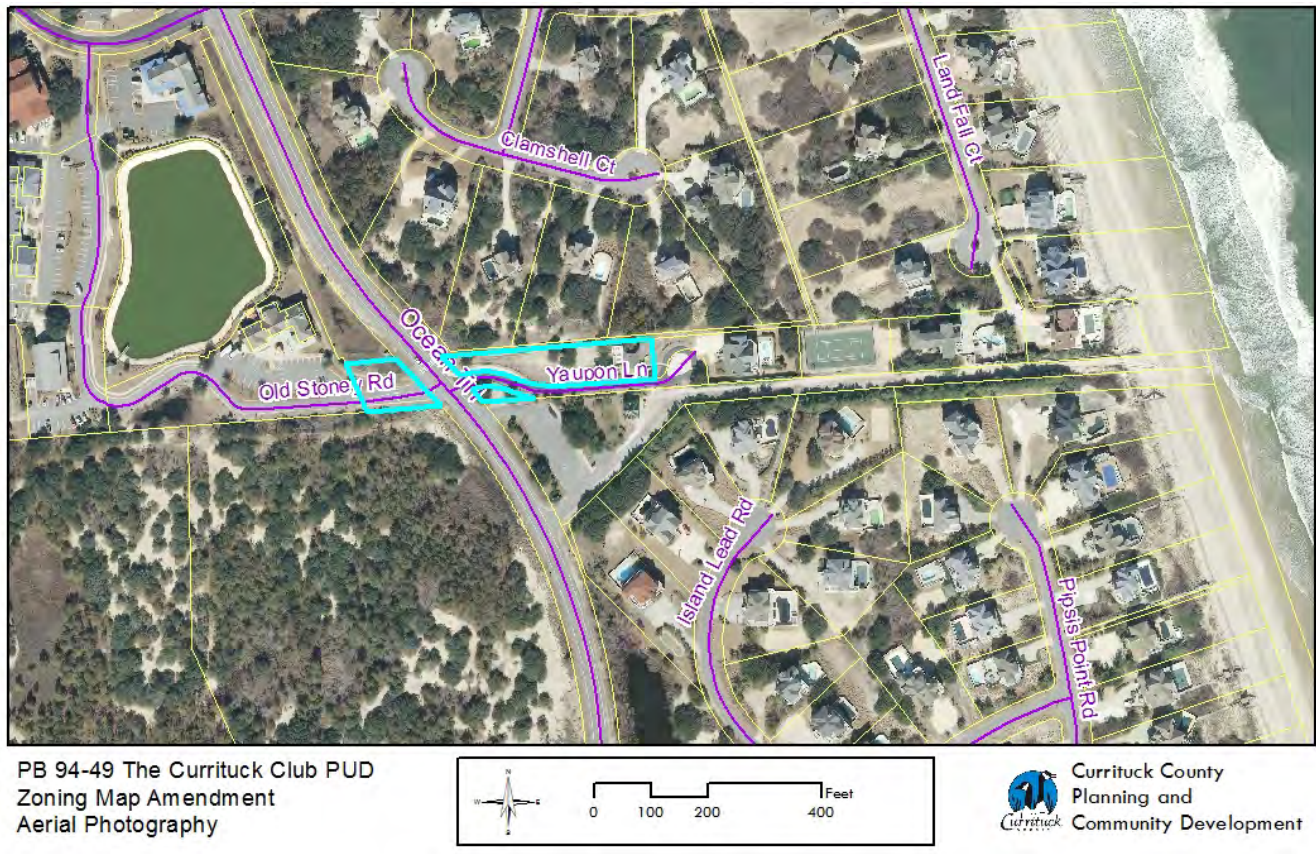 Land Fall Ct
Clamshell Ct
Ocean
Old Stoney Rd
Yaupon Ln
Island Lead Rd
Pipsis Point Rd
PB 94-49 The Currituck Club PUD
Zoning Map Amendment
Aerial Photography
N
W
E
S
0 100 200 400
Feet
Currituck
Currituck County
Planning and
Community Development